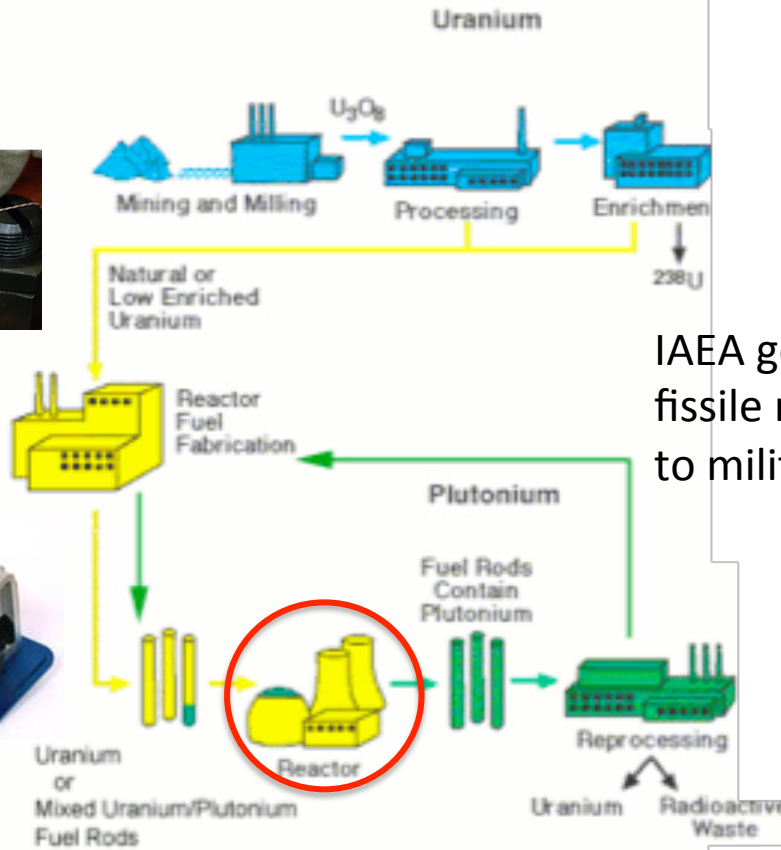 Uranium
U₃O₈
Mining and Milling
Processing
Enrichmen
²³⁸U
Natural or
Low Enriched
Uranium
IAEA g
fissile
to mili
Reactor
Fuel
Fabrication
Plutonium
Fuel Rods
Contain
Plutonium
Reprocessing
Uranium
or
Mixed Uranium/Plutonium
Fuel Rods
Reactor
Uranium
Radioactive
Waste